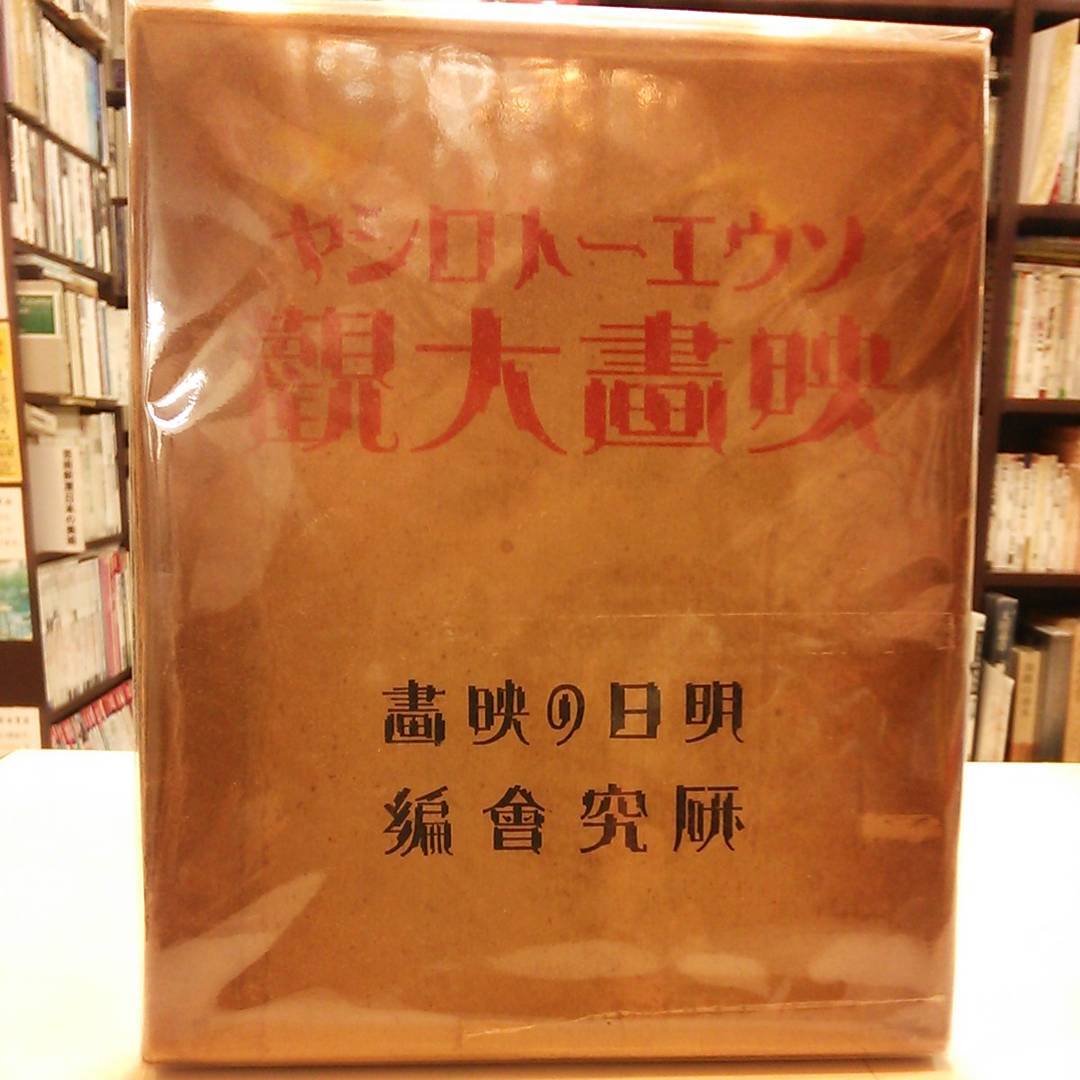 ソウエートロシヤ
映畫大觀
明日の映畫
研究會編